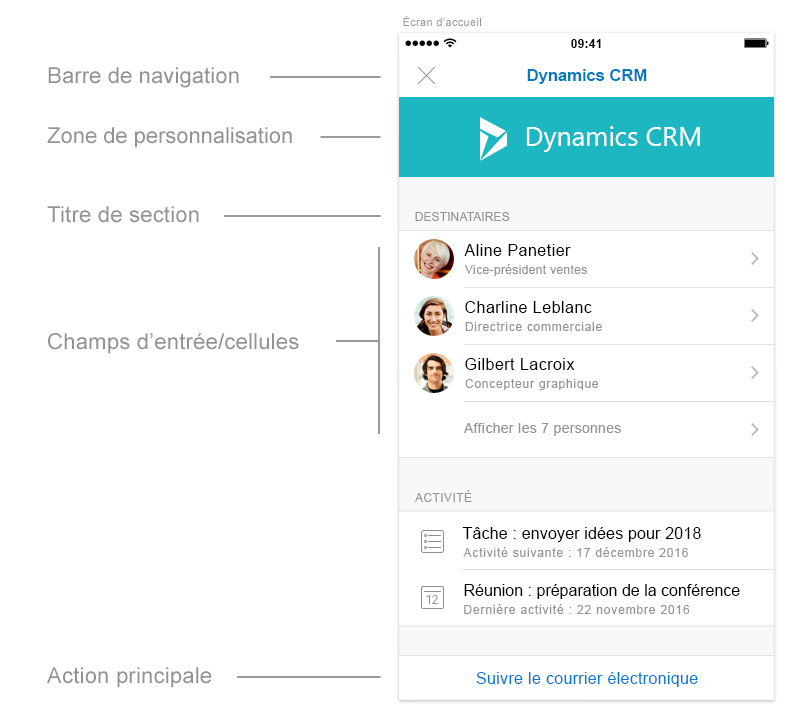 Écran d'accueil
09:41
Barre de navigation
Dynamics CRM
Zone de personnalisation
Dynamics CRM
Titre de section
DESTINATAIRES
Aline Panetier
Vice-président ventes
Charline Leblanc
Directrice commerciale
Champs d'entrée/cellules
Gilbert Lacroix
Concepteur graphique
Afficher les 7 personnes
ACTIVITÉ
Tâche : envoyer idées pour 2018
Activité suivante : 17 décembre 2016
12
Réunion : préparation de la conférence
Dernière activité : 22 novembre 2016
Action principale
Suivre le courrier électronique